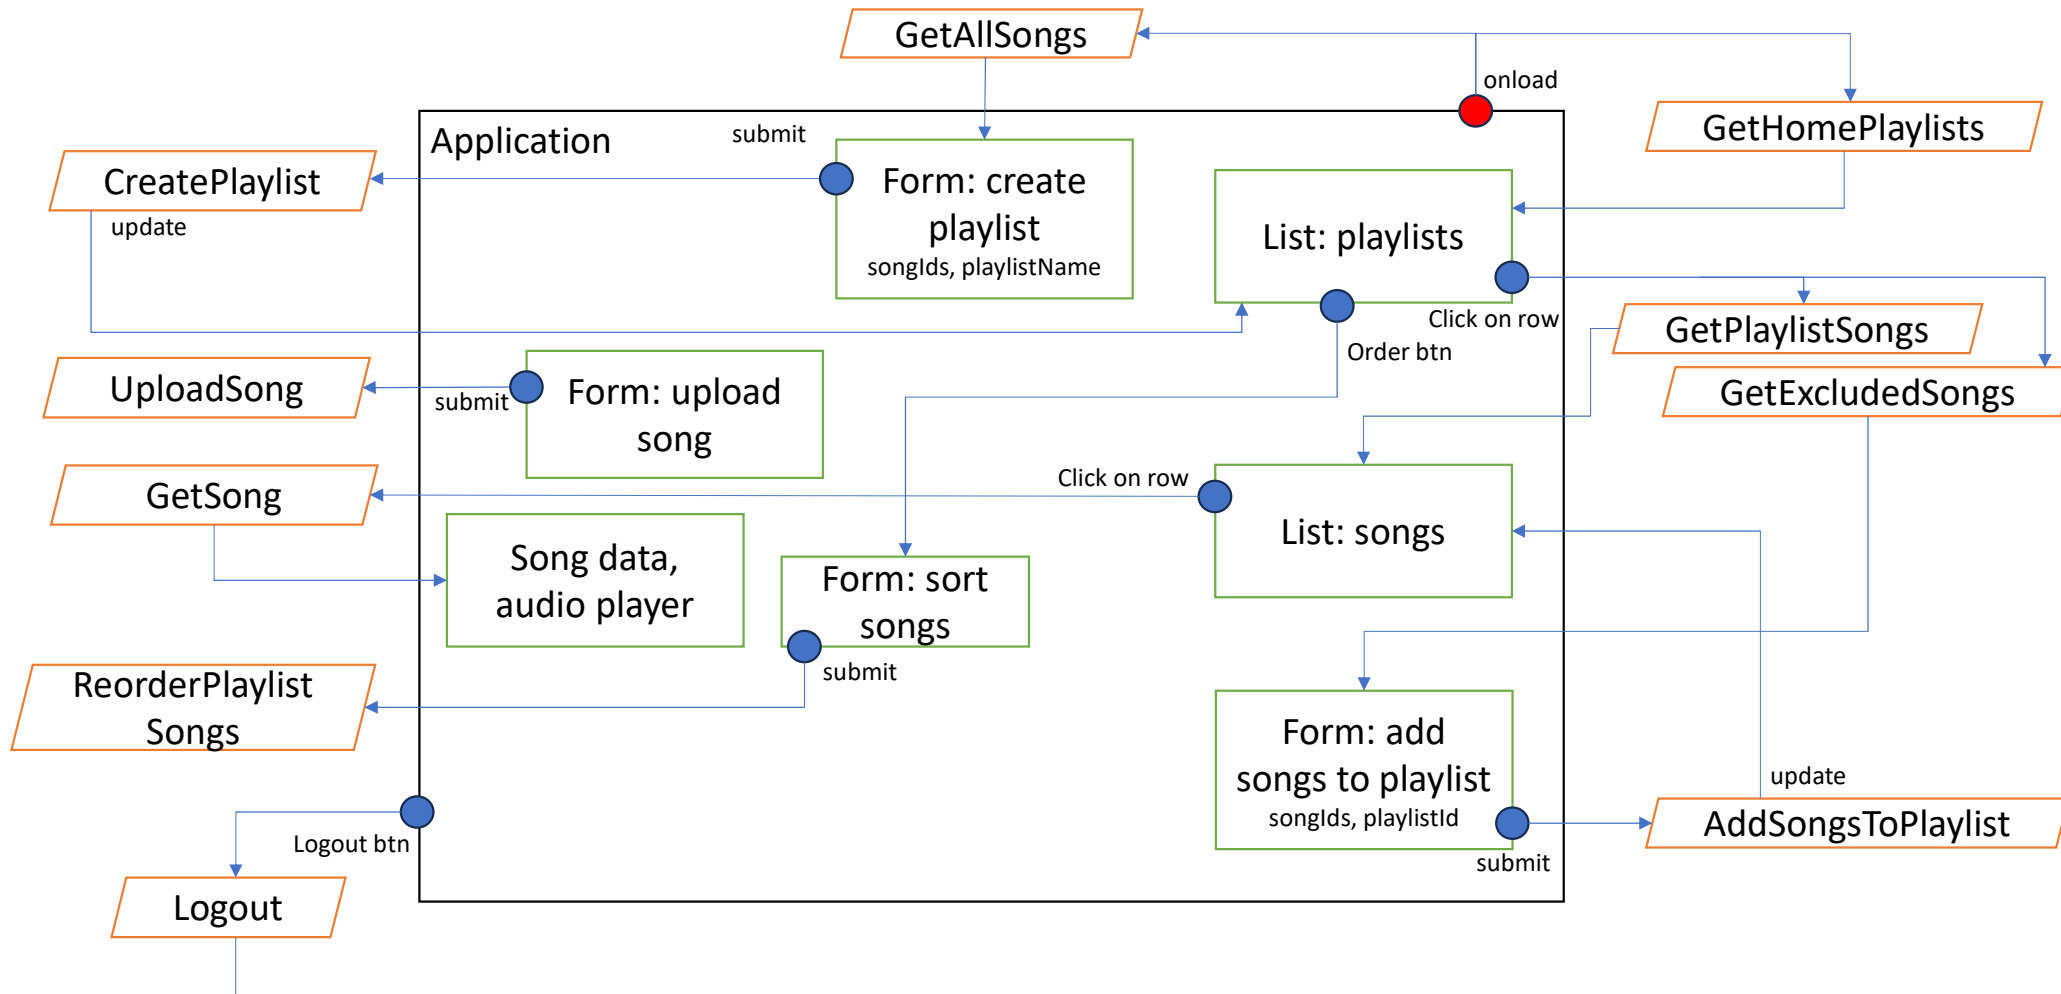 GetAllSongs
onload
GetHomePlaylists
Application
submit
CreatePlaylist
update
Form: create
playlist
songIds, playlistName
List: playlists
Click on row
Order btn
GetPlaylistSongs
GetExcludedSongs
UploadSong
submit
Form: upload
song
GetSong
Click on row
List: songs
Song data,
audio player
Form: sort
songs
submit
ReorderPlaylist
Songs
Form: add
songs to playlist
songIds, playlistId
submit
update
AddSongsToPlaylist
Logout btn
Logout